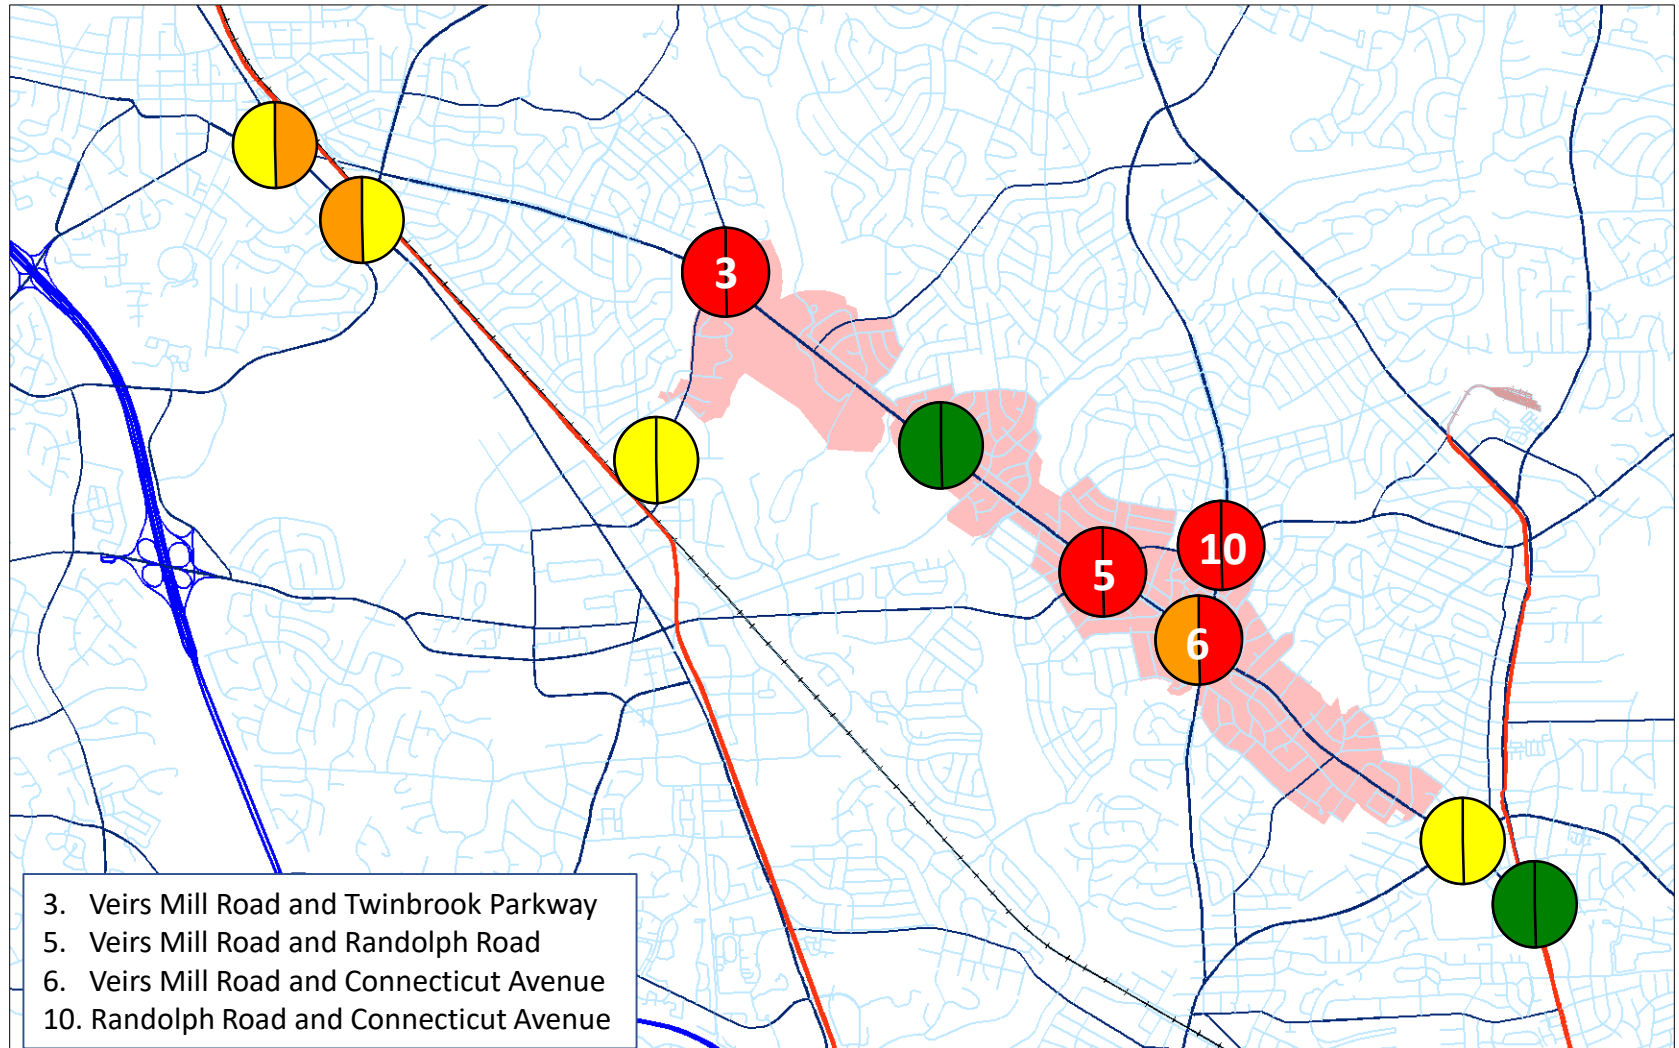 3
10
5
6
3. Veirs Mill Road and Twinbrook Parkway
5. Veirs Mill Road and Randolph Road
6. Veirs Mill Road and Connecticut Avenue
10. Randolph Road and Connecticut Avenue